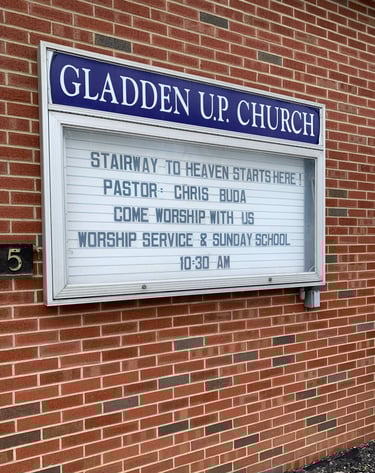 GLADDEN U.P. CHURCH
STAIRWAY TO HEAVEN STARTS HERE!
PASTOR: CHRIS BUDA
COME WORSHIP WITH US
WORSHIP SERVICE & SUNDAY SCHOOL
10:30 AM
5